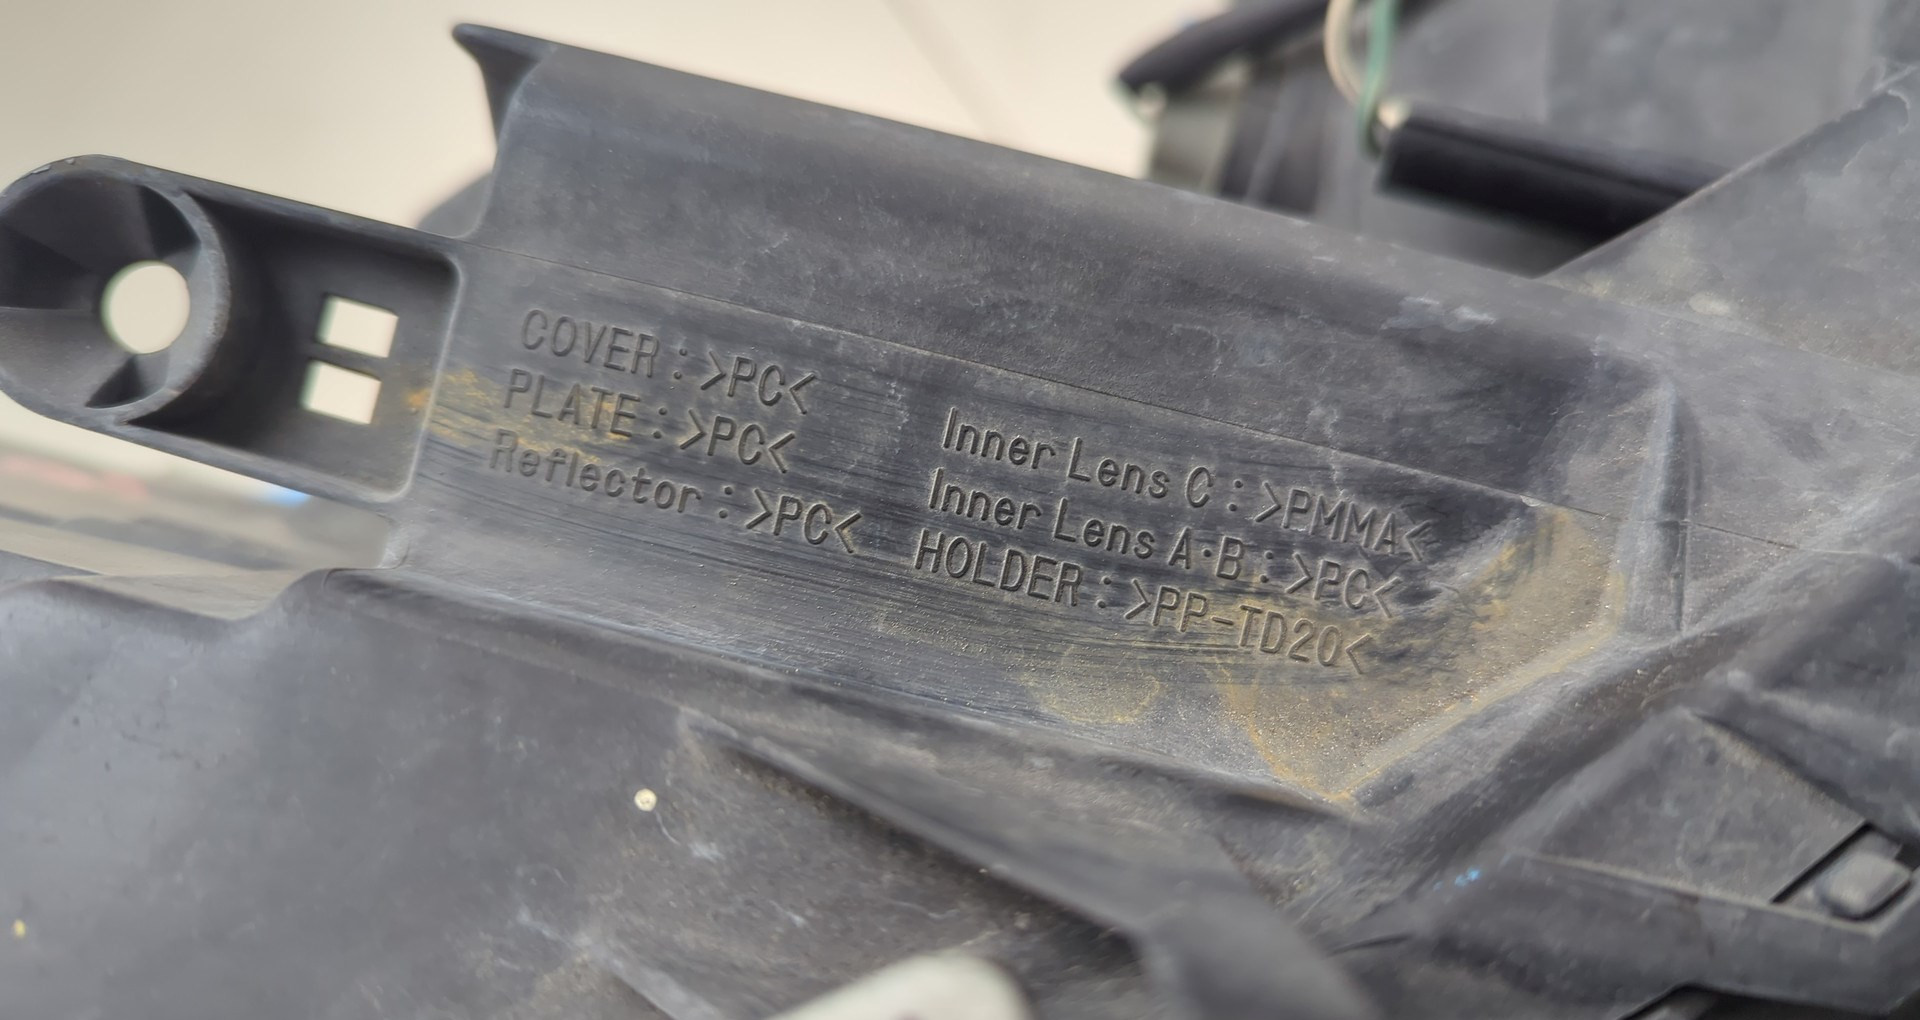 COVER : >PC<
PLATE : >PC<
Reflector : >PC<
Inner Lens C : >PMMA<
Inner Lens A·B : >PC<
HOLDER : >PP-TD20<